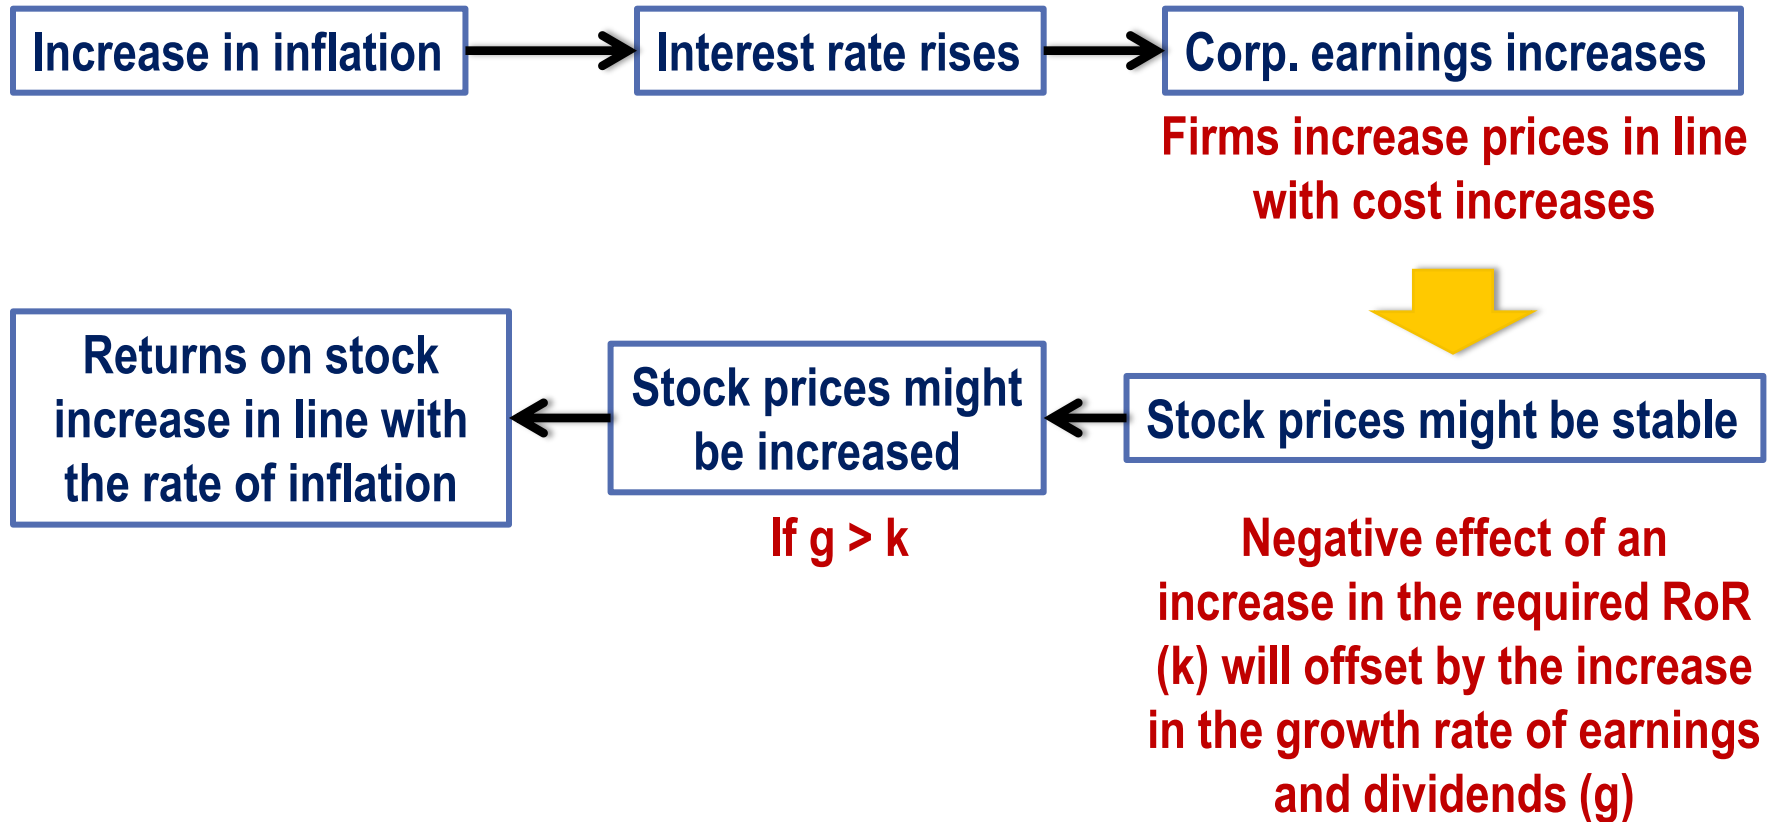 Increase in inflation
Interest rate rises
Corp. earnings increases
Firms increase prices in line
with cost increases
Stock prices might be stable
Negative effect of an
increase in the required RoR
(k) will offset by the increase
in the growth rate of earnings
and dividends (g)
Stock prices might
be increased
If g > k
Returns on stock
increase in line with
the rate of inflation